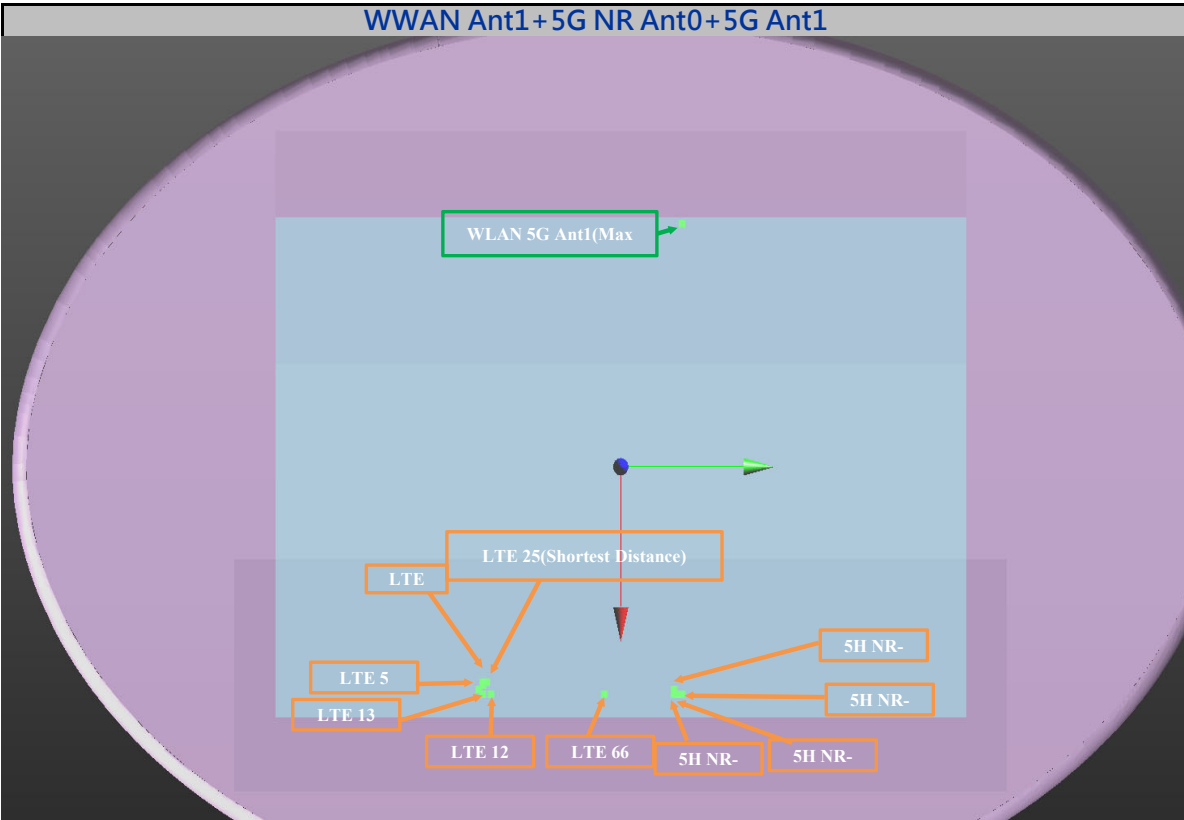 WWAN Ant1+5G NR Ant0+5G Ant1
WLAN 5G Ant1(Max
LTE 25(Shortest Distance)
LTE
5H NR-
LTE 5
5H NR-
LTE 13
LTE 12
LTE 66
5H NR-
5H NR-